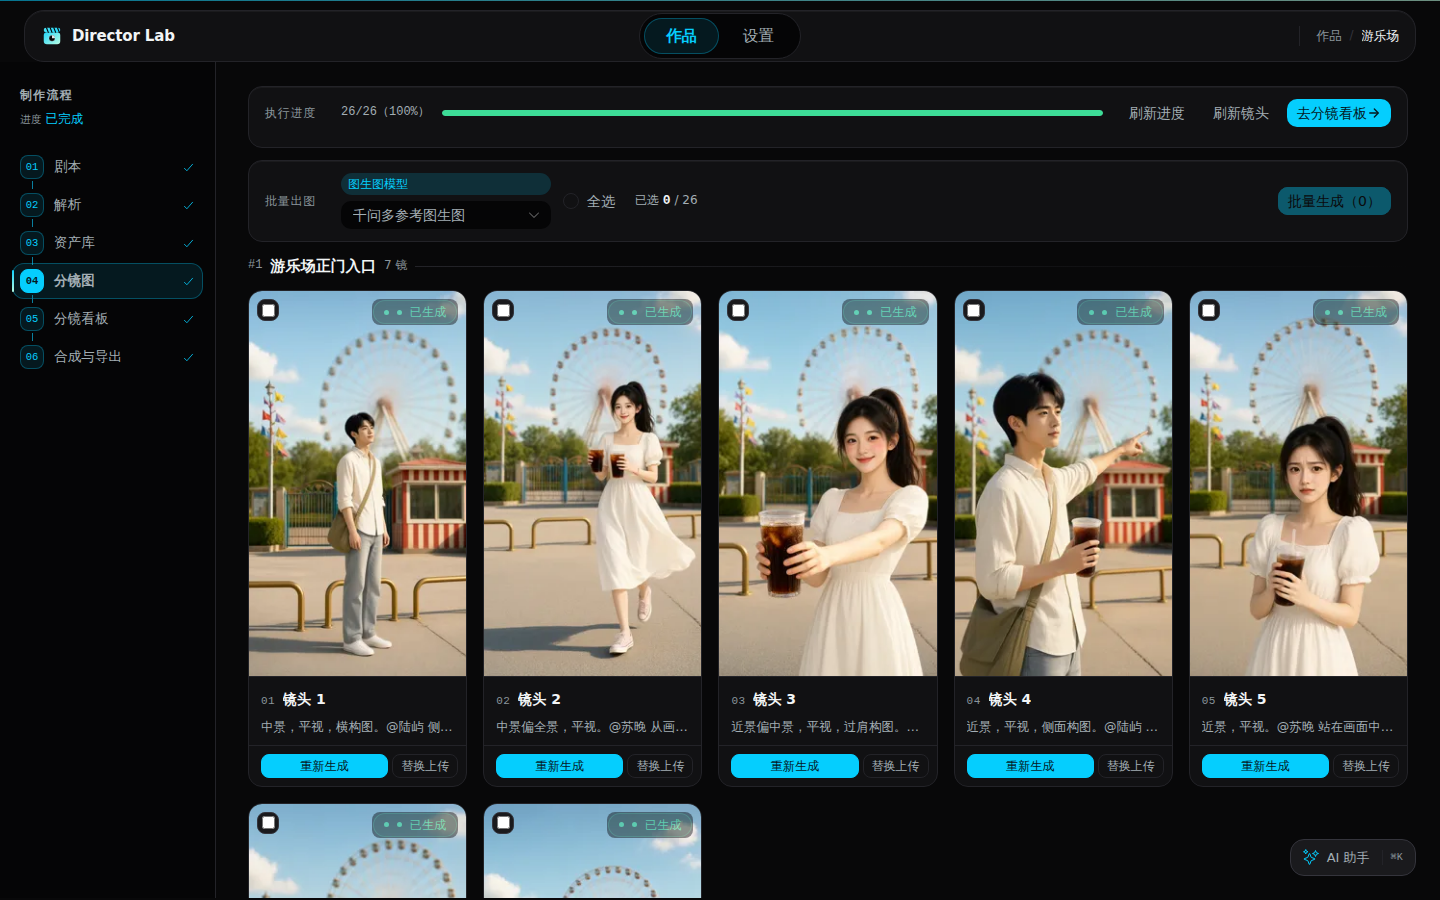 Director Lab
作品
设置
作品 / 游乐场
制作流程
进度 已完成
01 剧本
02 解析
03 资产库
04 分镜图
05 分镜看板
06 合成与导出
执行进度
26/26 (100%)
刷新进度
刷新镜头
去分镜看板→
批量出图
图生图模型
千问多参考图生图
全选
已选 0 / 26
批量生成（0）
#1 游乐场正门入口 7 镜
已生成
已生成
已生成
已生成
已生成
01 镜头 1
中景，平视，横构图。@陆屿 侧...
重新生成
替换上传
02 镜头 2
中景偏全景，平视。@苏晚 从画...
重新生成
替换上传
03 镜头 3
近景偏中景，平视，过肩构图。...
重新生成
替换上传
04 镜头 4
近景，平视，侧面构图。@陆屿 ...
重新生成
替换上传
05 镜头 5
近景，平视。@苏晚 站在画面中...
重新生成
替换上传
已生成
已生成
AI 助手
⌘K